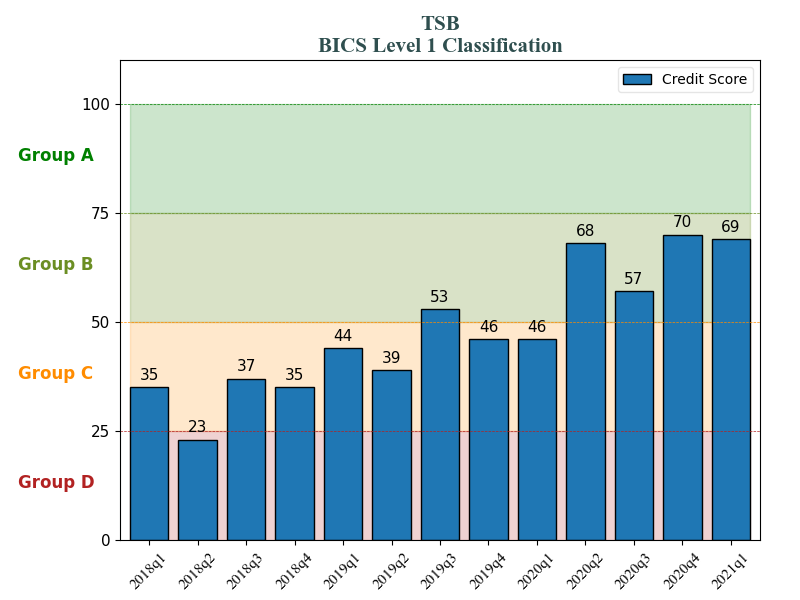 TSB
BICS Level 1 Classification
Credit Score
100
Group A
75
70
69
68
Group B
57
53
50
46
46
44
39
37
Group C
35
35
25
23
Group D
0
2018q1 2018q2 2018q3 2018q4 2019q1 2019q2 2019q3 2019q4 2020q1 2020q2 2020q3 2020q4 2021q1